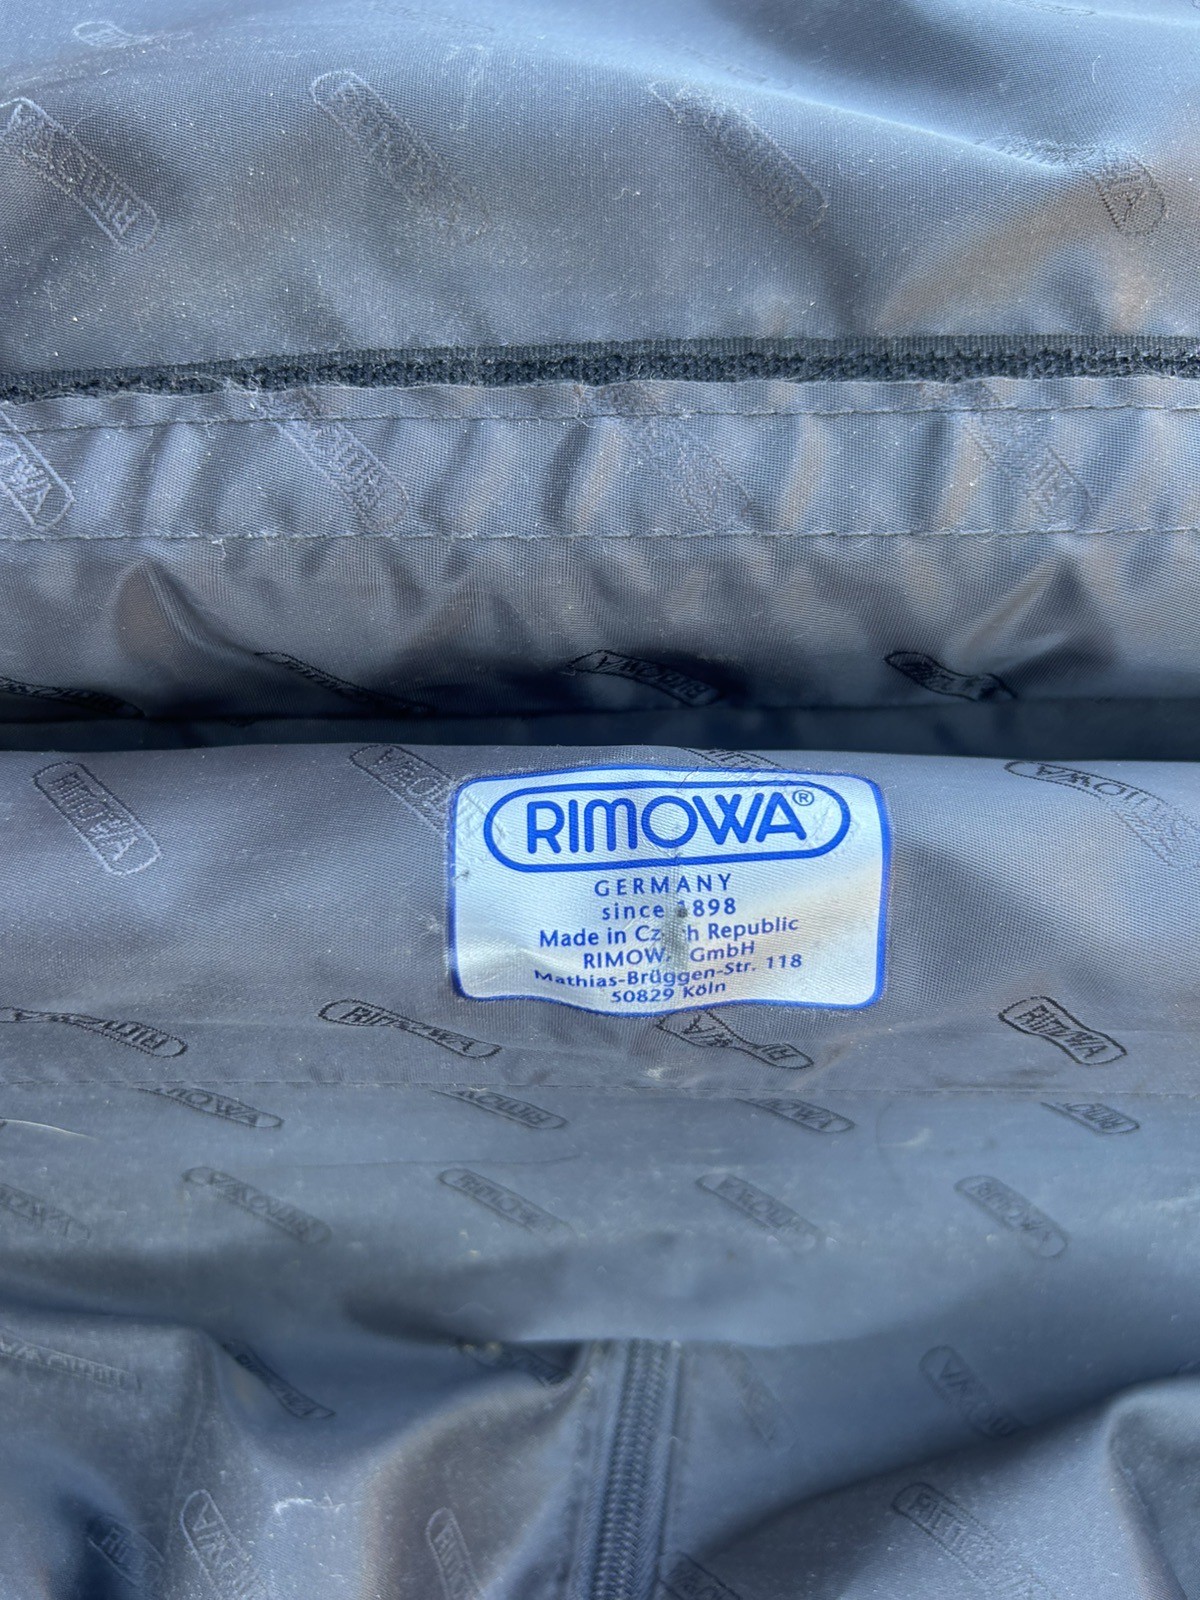 RIMOWA®
GERMANY
since 1898
Made in Czech Republic
RIMOWA GmbH
Mathias-Brüggen-Str. 118
50829 Köln